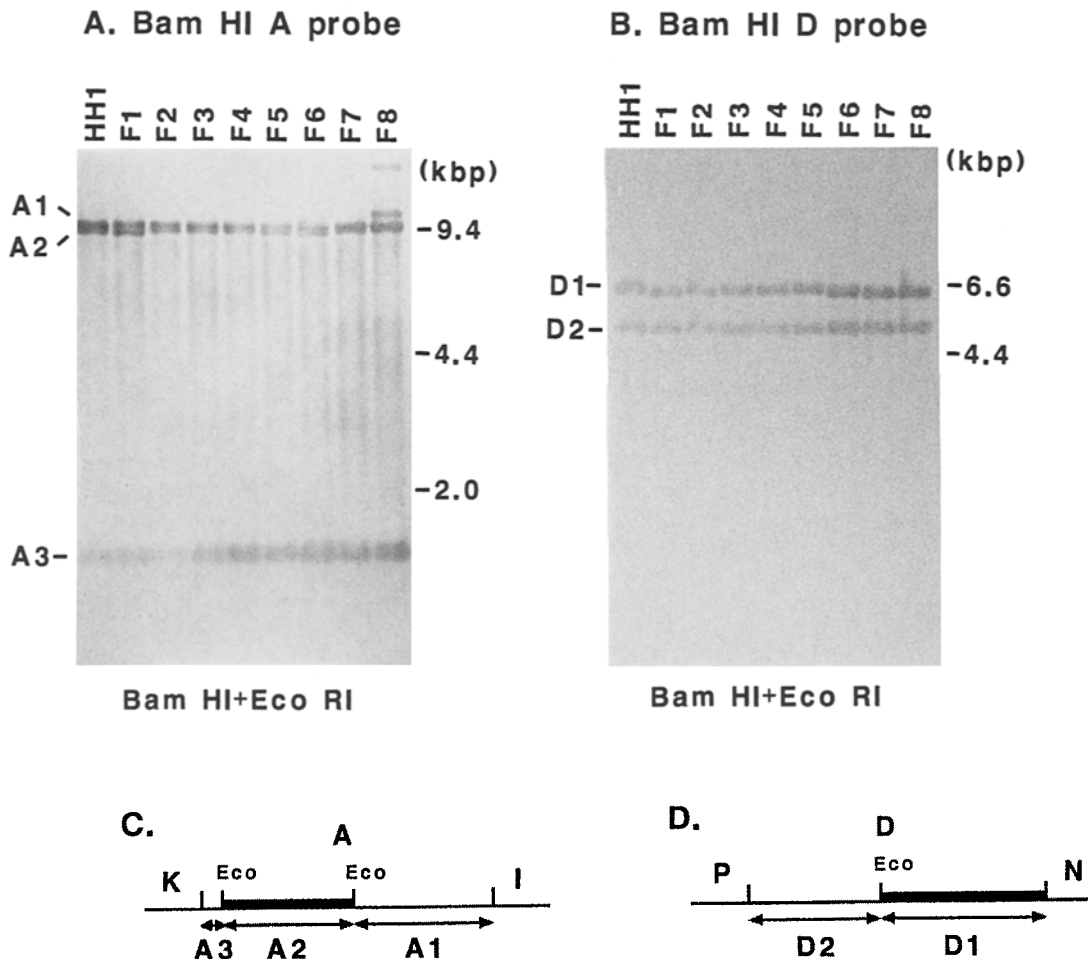 A. Bam HI A probe
HH1 F1 F2 F3 F4 F5 F6 F7 F8
(kbp)
A1
A2
-9.4
-4.4
-2.0
A3-
Bam HI+Eco RI
B. Bam HI D probe
HH1 F1 F2 F3 F4 F5 F6 F7 F8
(kbp)
D1-
-6.6
D2-
-4.4
Bam HI+Eco RI
C.
A
K Eco Eco I
A3 A2 A1
D.
D
P Eco N
D2 D1